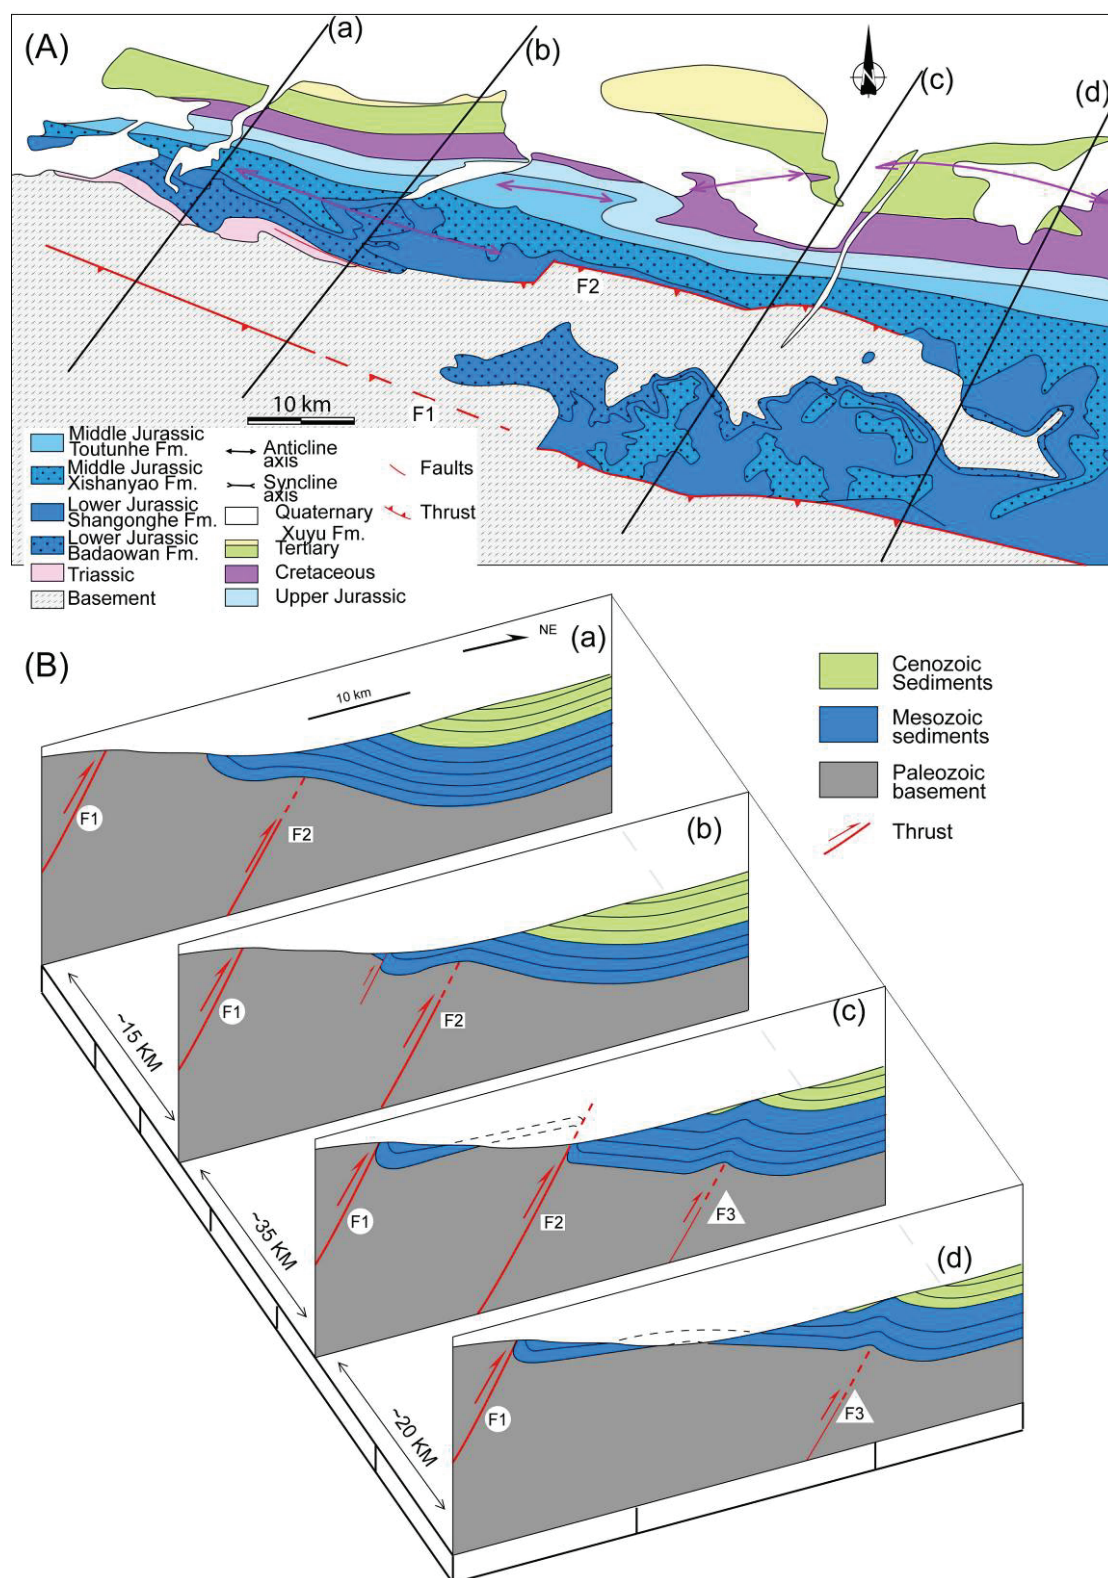 (A)
(a)
(b)
(c)
(d)
N
F2
F1
10 km
Middle Jurassic
Toutunhe Fm.
Middle Jurassic
Xishanyao Fm.
Lower Jurassic
Shangonghe Fm.
Lower Jurassic
Badaowan Fm.
Triassic
Basement
Anticline
axis
Syncline
axis
Quaternary
Xuyu Fm.
Tertiary
Cretaceous
Upper Jurassic
Faults
Thrust
(B)
NE
(a)
10 km
F1
F2
(b)
F1
F2
(c)
F1
F2
F3
(d)
F1
F3
~15 KM
~35 KM
~20 KM
Cenozoic
Sediments
Mesozoic
sediments
Paleozoic
basement
Thrust